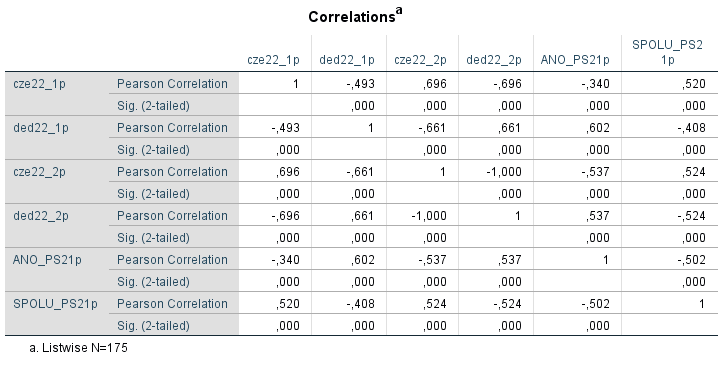 Correlationsa
cze22_1p ded22_1p cze22_2p ded22_2p ANO_PS21p SPOLU_PS2
1p
cze22_1p Pearson Correlation 1 -,493 ,696 -,696 -,340 ,520
Sig. (2-tailed) ,000 ,000 ,000 ,000 ,000
ded22_1p Pearson Correlation -,493 1 -,661 ,661 ,602 -,408
Sig. (2-tailed) ,000 ,000 ,000 ,000 ,000
cze22_2p Pearson Correlation ,696 -,661 1 -1,000 -,537 ,524
Sig. (2-tailed) ,000 ,000 ,000 ,000 ,000
ded22_2p Pearson Correlation -,696 ,661 -1,000 1 ,537 -,524
Sig. (2-tailed) ,000 ,000 ,000 ,000 ,000
ANO_PS21p Pearson Correlation -,340 ,602 -,537 ,537 1 -,502
Sig. (2-tailed) ,000 ,000 ,000 ,000 ,000
SPOLU_PS21p Pearson Correlation ,520 -,408 ,524 -,524 -,502 1
Sig. (2-tailed) ,000 ,000 ,000 ,000 ,000
a. Listwise N=175